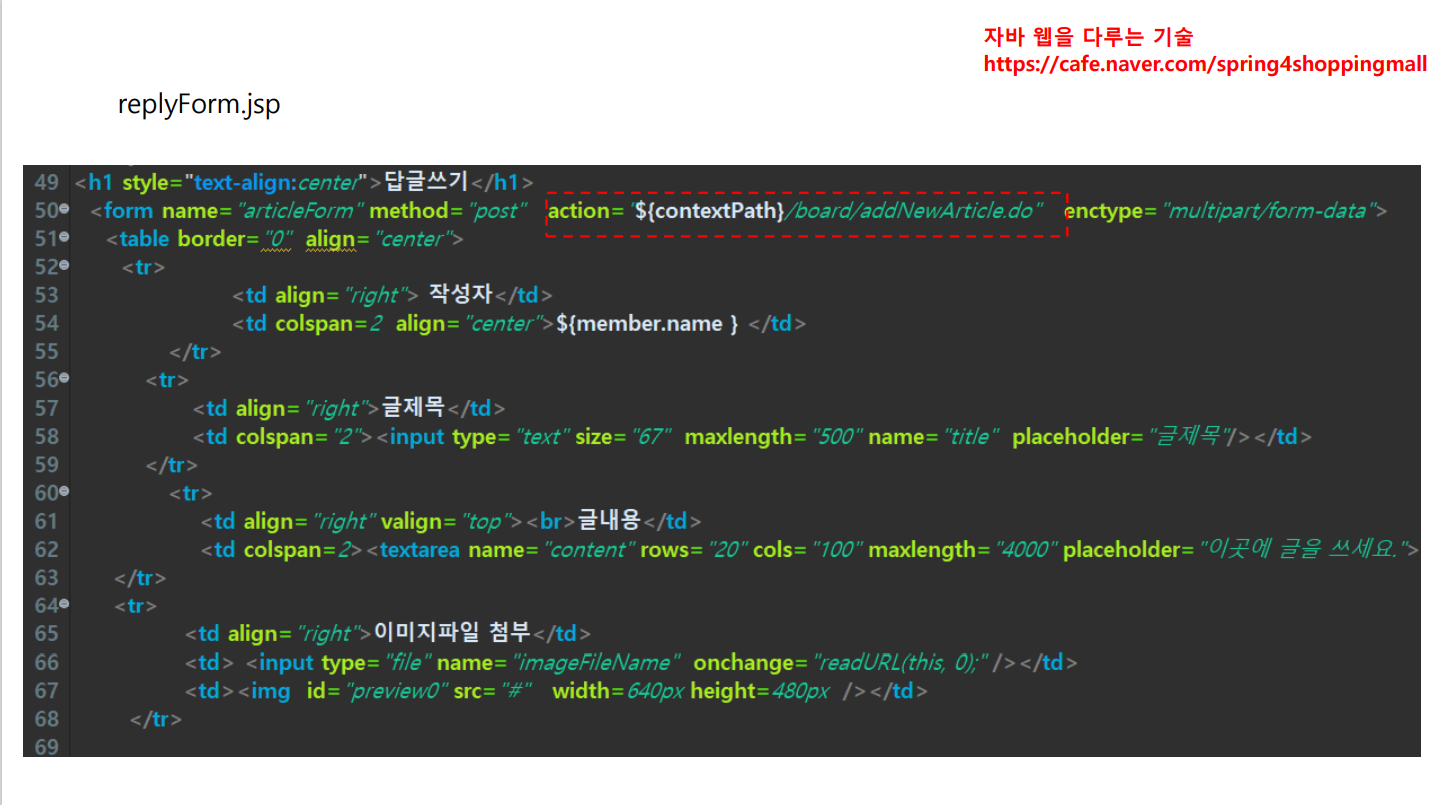 자바 웹을 다루는 기술
https://cafe.naver.com/spring4shoppingmall
replyForm.jsp
49 <h1 style="text-align:center">답글쓰기</h1>
50 <form name="articleForm" method="post" action="${contextPath}/board/addNewArticle.do" enctype="multipart/form-data">
51 <table border="0" align="center">
52 <tr>
53 <td align="right"> 작성자</td>
54 <td colspan=2 align="center">${member.name } </td>
55 </tr>
56 <tr>
57 <td align="right">글제목</td>
58 <td colspan="2"><input type="text" size="67" maxlength="500" name="title" placeholder="글제목"/></td>
59 </tr>
60 <tr>
61 <td align="right" valign="top"><br>글내용</td>
62 <td colspan=2><textarea name="content" rows="20" cols="100" maxlength="4000" placeholder="이곳에 글을 쓰세요.">
63 </tr>
64 <tr>
65 <td align="right">이미지파일 첨부</td>
66 <td> <input type="file" name="imageFileName" onchange="readURL(this, 0);" /></td>
67 <td><img id="preview0" src="#" width=640px height=480px /></td>
68 </tr>
69